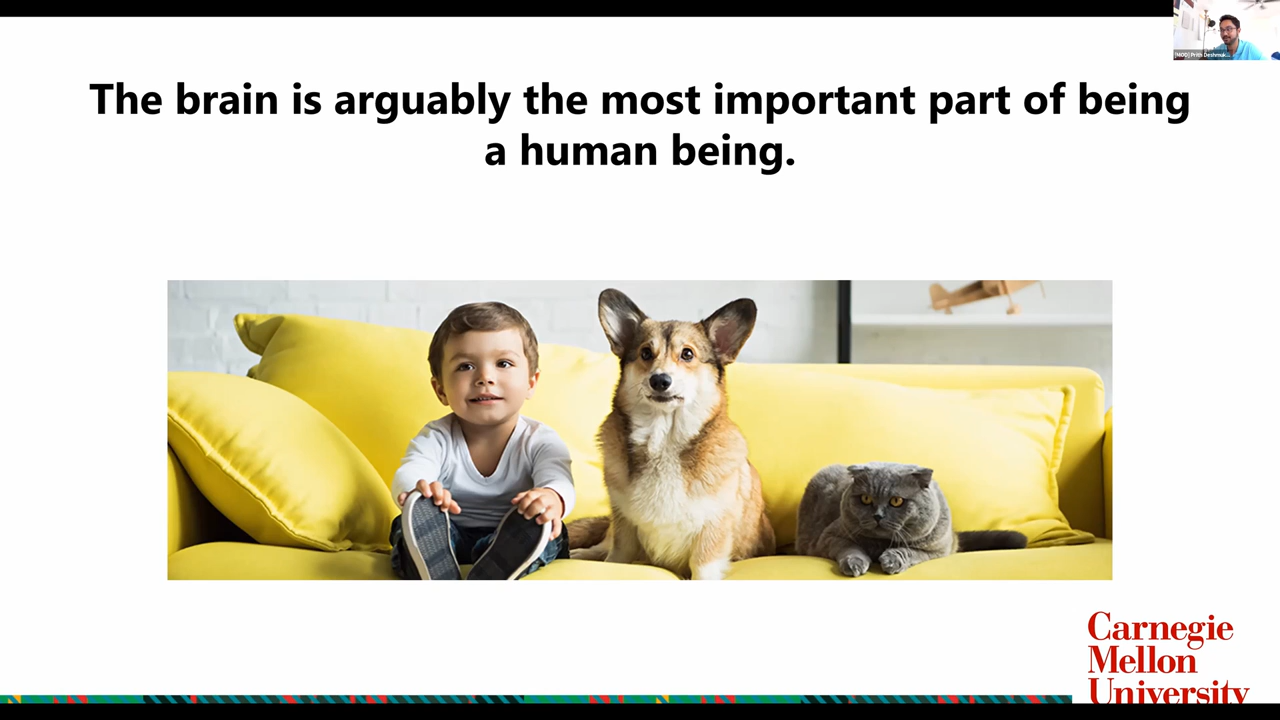 The brain is arguably the most important part of being
a human being.
Carnegie
Mellon
University